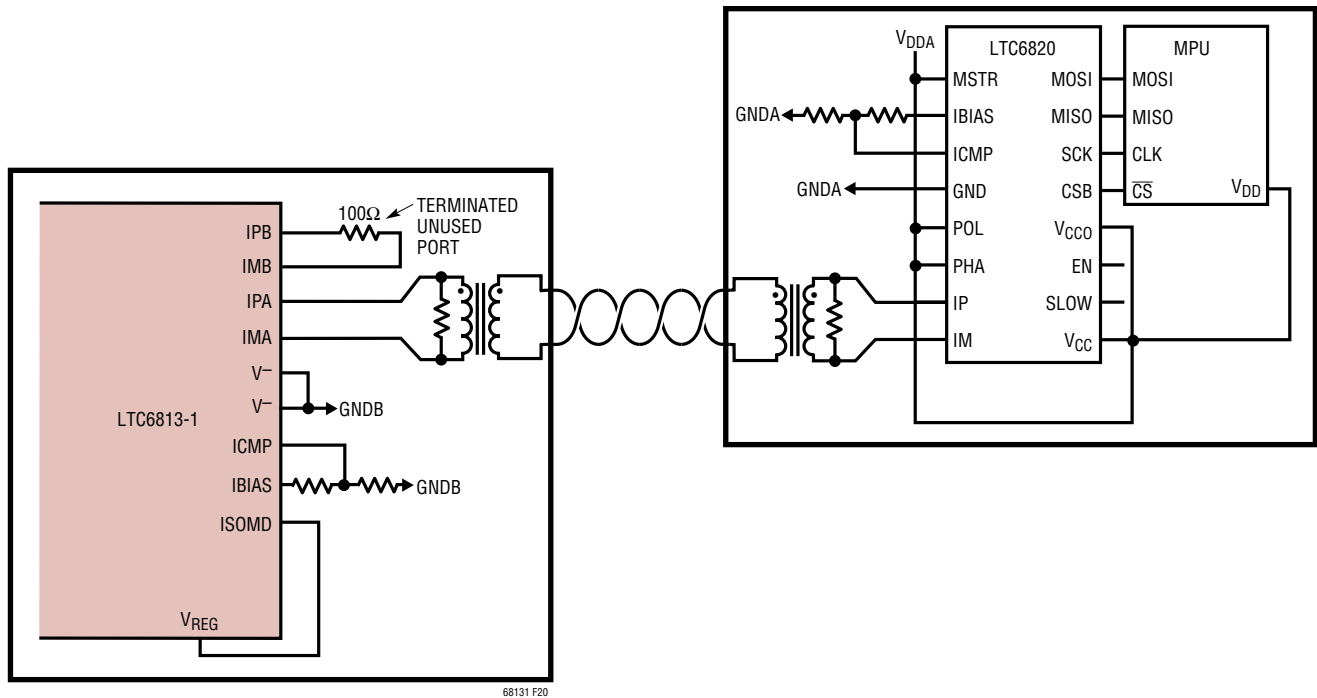 VDDA
LTC6820
MPU
MSTR
MOSI
MOSI
GNDA
IBIAS
MISO
MISO
ICMP
SCK
CLK
GNDA
GND
CSB
CS
VDD
POL
VCCO
PHA
EN
IP
SLOW
IM
VCC
100Ω
TERMINATED
UNUSED
PORT
IPB
IMB
IPA
IMA
V–
V–
GNDB
LTC6813-1
ICMP
IBIAS
GNDB
ISOMD
VREG
68131 F20